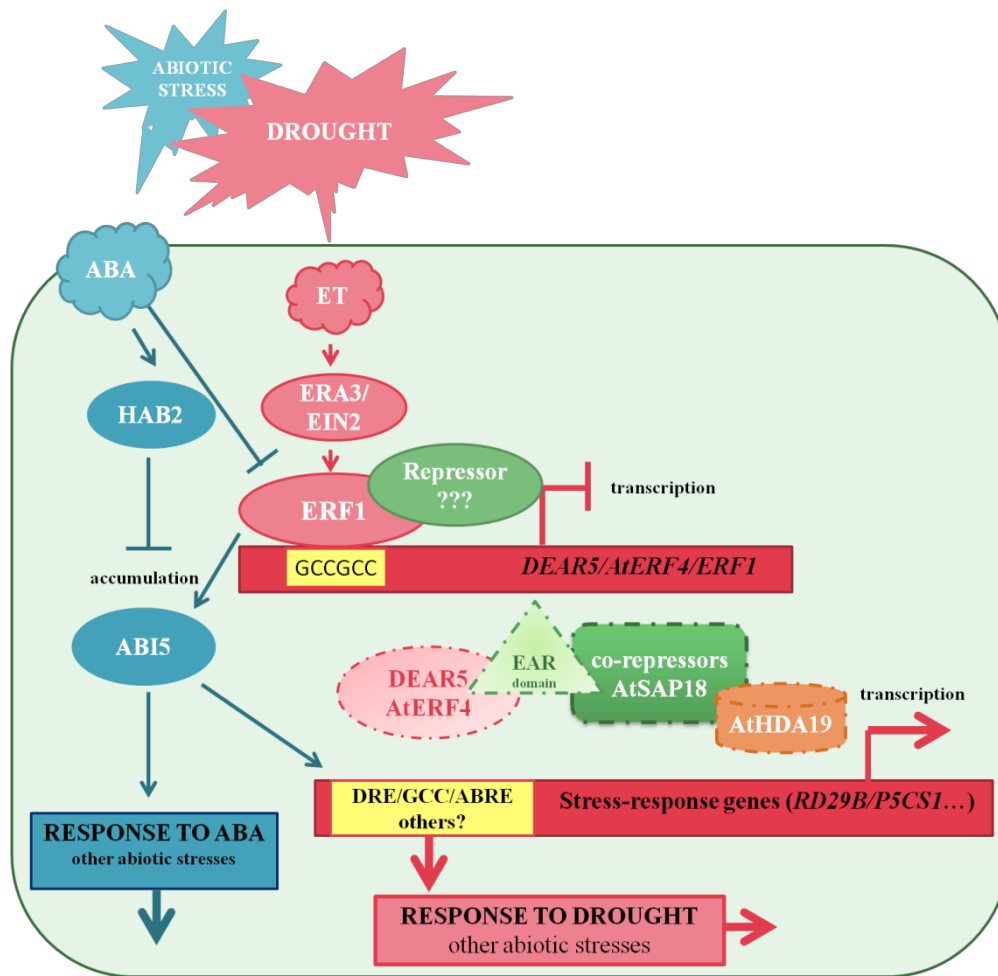 ABIOTIC
STRESS
DROUGHT
ABA
ET
HAB2
ERA3/
EIN2
Repressor
???
transcription
ERF1
GCCGCC
DEAR5/AtERF4/ERF1
accumulation
ABI5
EAR
domain
DEAR5
AtERF4
co-repressors
AtSAP18
AtHDA19
transcription
DRE/GCC/ABRE
others?
Stress-response genes (RD29B/P5CS1…)
RESPONSE TO ABA
other abiotic stresses
RESPONSE TO DROUGHT
other abiotic stresses